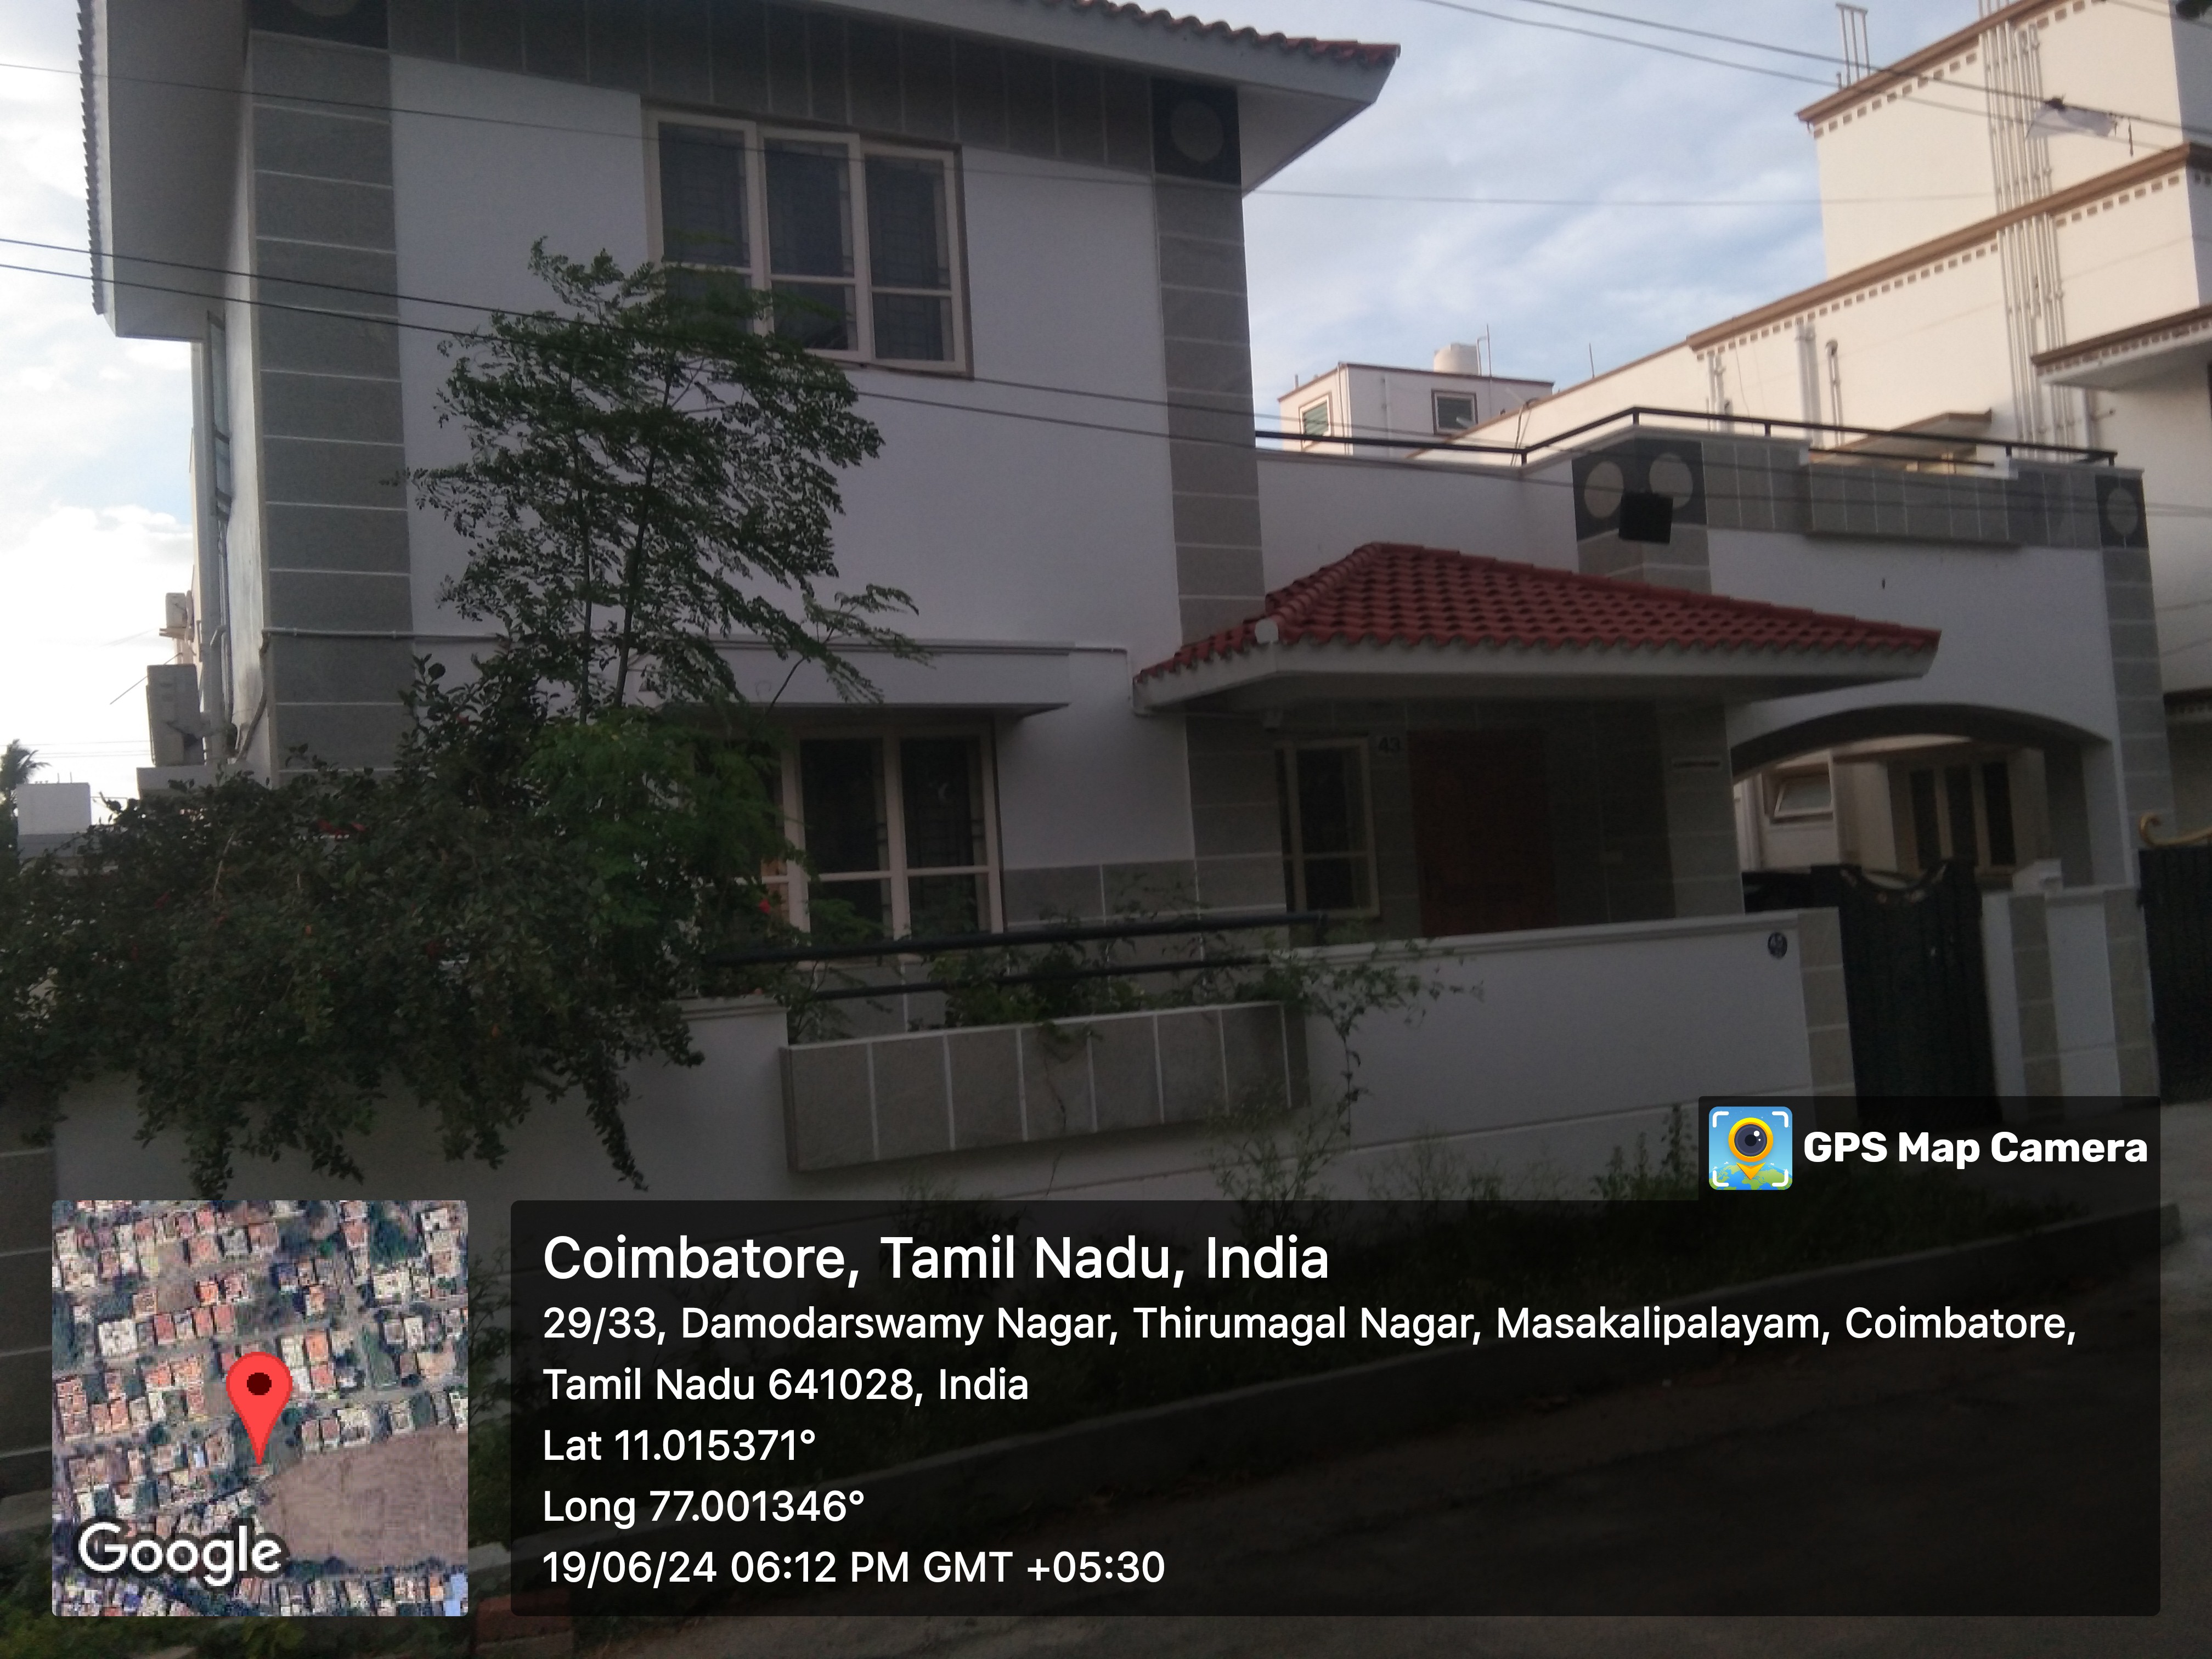 43
GPS Map Camera
Coimbatore, Tamil Nadu, India
29/33, Damodarswamy Nagar, Thirumagal Nagar, Masakalipalayam, Coimbatore,
Tamil Nadu 641028, India
Lat 11.015371°
Long 77.001346°
19/06/24 06:12 PM GMT +05:30
Google